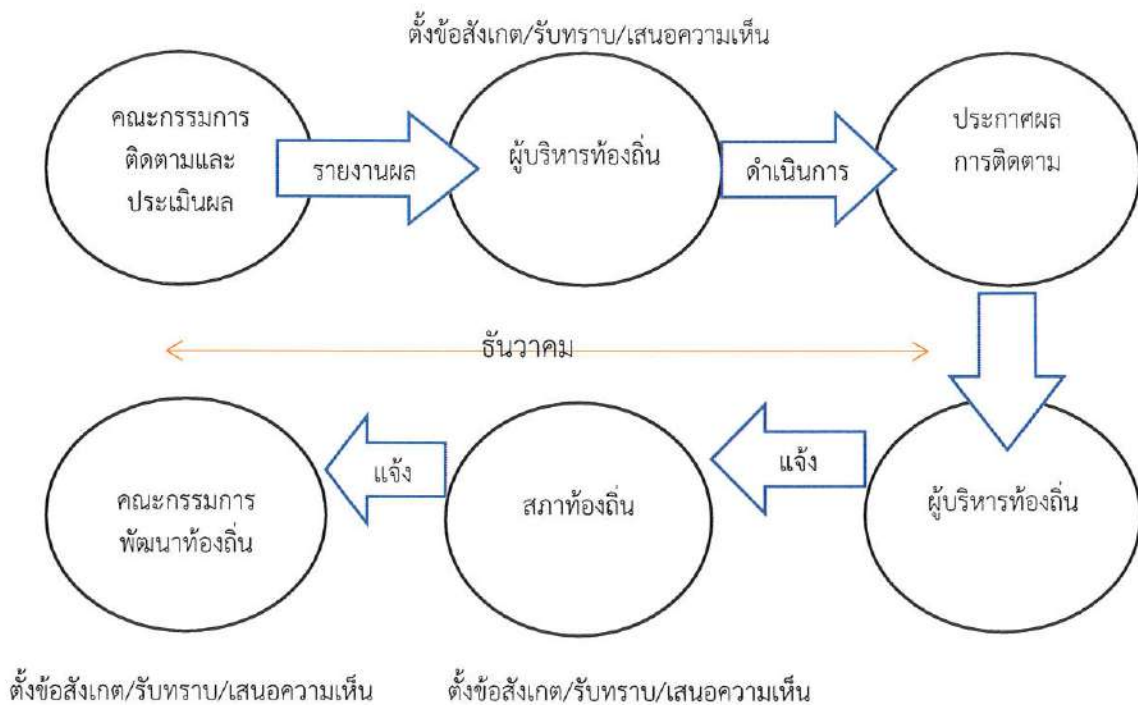 ตั้งข้อสังเกต/รับทราบ/เสนอความเห็น
คณะกรรมการ
ติดตามและ
ประเมินผล
รายงานผล
ผู้บริหารท้องถิ่น
ดำเนินการ
ประกาศผล
การติดตาม
ธันวาคม
ผู้บริหารท้องถิ่น
แจ้ง
สภาท้องถิ่น
แจ้ง
คณะกรรมการ
พัฒนาท้องถิ่น
ตั้งข้อสังเกต/รับทราบ/เสนอความเห็น
ตั้งข้อสังเกต/รับทราบ/เสนอความเห็น